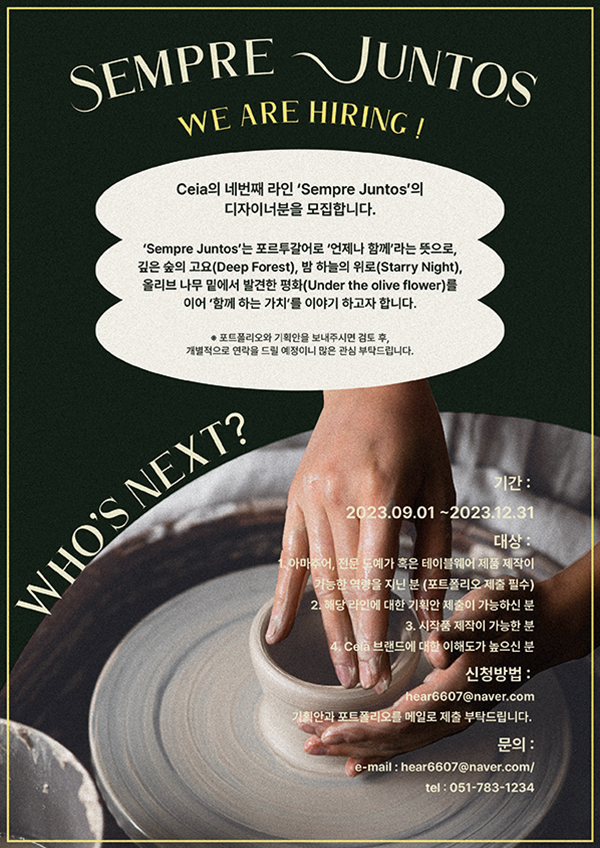 SEMPRE JUNTOS
WE ARE HIRING !
Ceia의 네번째 라인 ‘Sempre Juntos’의
디자이너분을 모집합니다.
‘Sempre Juntos’는 포르투갈어로 ‘언제나 함께’라는 뜻으로,
깊은 숲의 고요(Deep Forest), 밤 하늘의 위로(Starry Night),
올리브 나무 밑에서 발견한 평화(Under the olive flower)를
이어 ‘함께 하는 가치’를 이야기 하고자 합니다.
※ 포트폴리오와 기획안을 보내주시면 검토 후,
개별적으로 연락을 드릴 예정이니 많은 관심 부탁드립니다.
WHO'S NEXT?
기간 :
2023.09.01 ~2023.12.31
대상 :
1. 아마추어, 전문 도예가 혹은 테이블웨어 제품 제작이
가능한 역량을 지닌 분 (포트폴리오 제출 필수)
2. 해당 라인에 대한 기획안 제출이 가능하신 분
3. 시작품 제작이 가능한 분
4. Ceia 브랜드에 대한 이해도가 높으신 분
신청방법 :
hear6607@naver.com
기획안과 포트폴리오를 메일로 제출 부탁드립니다.
문의 :
e-mail : hear6607@naver.com/
tel : 051-783-1234